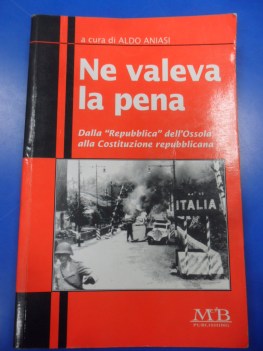 a cura di ALDO ANIASI
Ne valeva
la pena
Dalla "Repubblica" dell'Ossola
alla Costituzione repubblicana
ITALIA
M&B
PUBLISHING